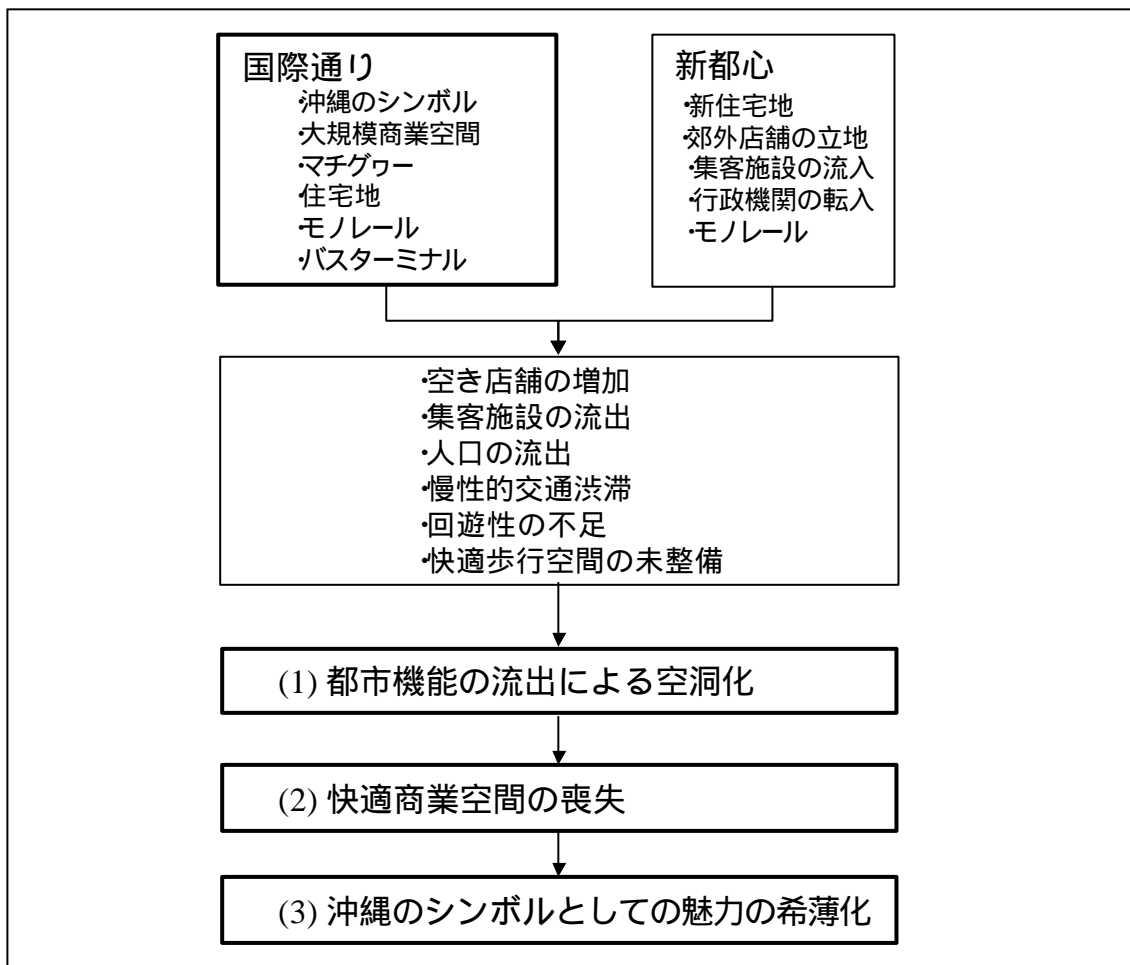 国際通り
・沖縄のシンボル
・大規模商業空間
・マチグヮー
・住宅地
・モノレール
・バスターミナル
新都心
・新住宅地
・郊外店舗の立地
・集客施設の流入
・行政機関の転入
・モノレール
・空き店舗の増加
・集客施設の流出
・人口の流出
・慢性的交通渋滞
・回遊性の不足
・快適歩行空間の未整備
(1) 都市機能の流出による空洞化
(2) 快適商業空間の喪失
(3) 沖縄のシンボルとしての魅力の希薄化